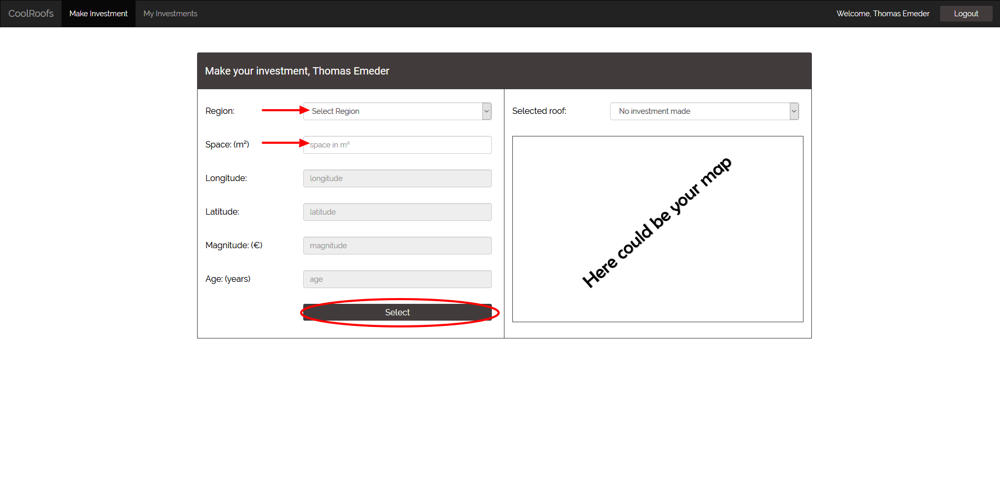 CoolRoofs Make Investment My Investments Welcome, Thomas Emeder Logout
Make your investment, Thomas Emeder
Region: Select Region
Space: (m²) space in m²
Longitude: longitude
Latitude: latitude
Magnitude: (€) magnitude
Age: (years) age
Select
Selected roof: No investment made
Here could be your map